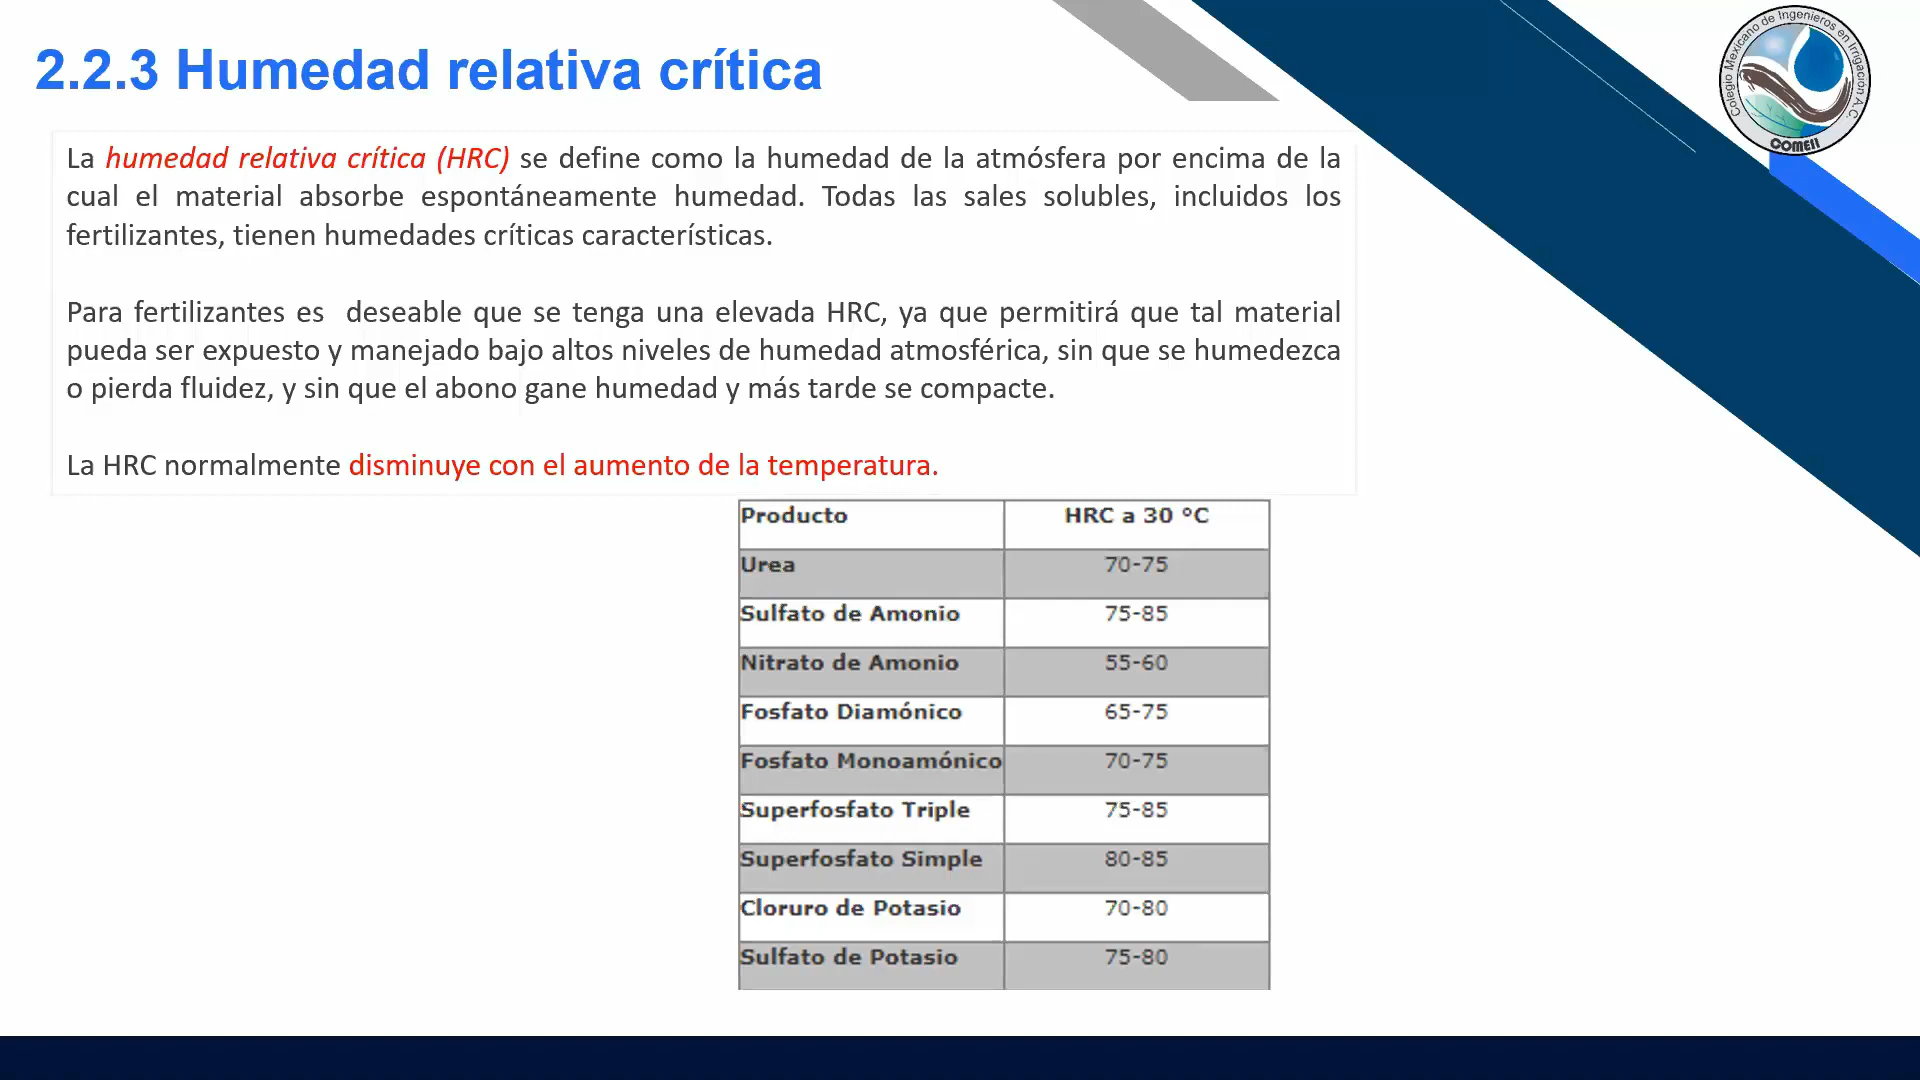 2.2.3 Humedad relativa crítica
Colegio Mexicano de Ingenieros en Irrigación A.C.
COMEII
La humedad relativa crítica (HRC) se define como la humedad de la atmósfera por encima de la
cual el material absorbe espontáneamente humedad. Todas las sales solubles, incluidos los
fertilizantes, tienen humedades críticas características.
Para fertilizantes es deseable que se tenga una elevada HRC, ya que permitirá que tal material
pueda ser expuesto y manejado bajo altos niveles de humedad atmosférica, sin que se humedezca
o pierda fluidez, y sin que el abono gane humedad y más tarde se compacte.
La HRC normalmente disminuye con el aumento de la temperatura.
Producto HRC a 30 °C
Urea 70-75
Sulfato de Amonio 75-85
Nitrato de Amonio 55-60
Fosfato Diamónico 65-75
Fosfato Monoamónico 70-75
Superfosfato Triple 75-85
Superfosfato Simple 80-85
Cloruro de Potasio 70-80
Sulfato de Potasio 75-80